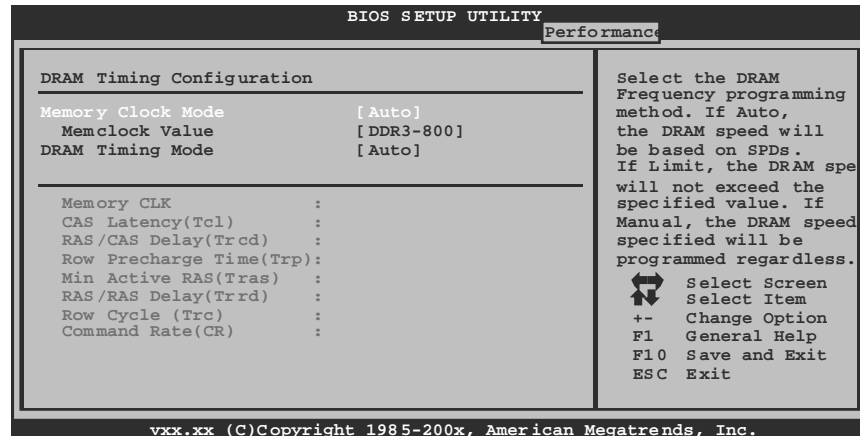 BIOS SETUP UTILITY
Performance
DRAM Timing Configuration
Memory Clock Mode [Auto]
Memclock Value [DDR3-800]
DRAM Timing Mode [Auto]
Memory CLK :
CAS Latency(Tcl) :
RAS/CAS Delay(Trcd) :
Row Precharge Time(Trp):
Min Active RAS(Tras) :
RAS/RAS Delay(Trrd) :
Row Cycle (Trc) :
Command Rate(CR) :
Select the DRAM
Frequency programming
method. If Auto,
the DRAM speed will
be based on SPDs.
If Limit, the DRAM spe
will not exceed the
specified value. If
Manual, the DRAM speed
specified will be
programmed regardless.
Select Screen
Select Item
+- Change Option
F1 General Help
F10 Save and Exit
ESC Exit
vxx.xx (C)Copyright 1985-200x, American Megatrends, Inc.